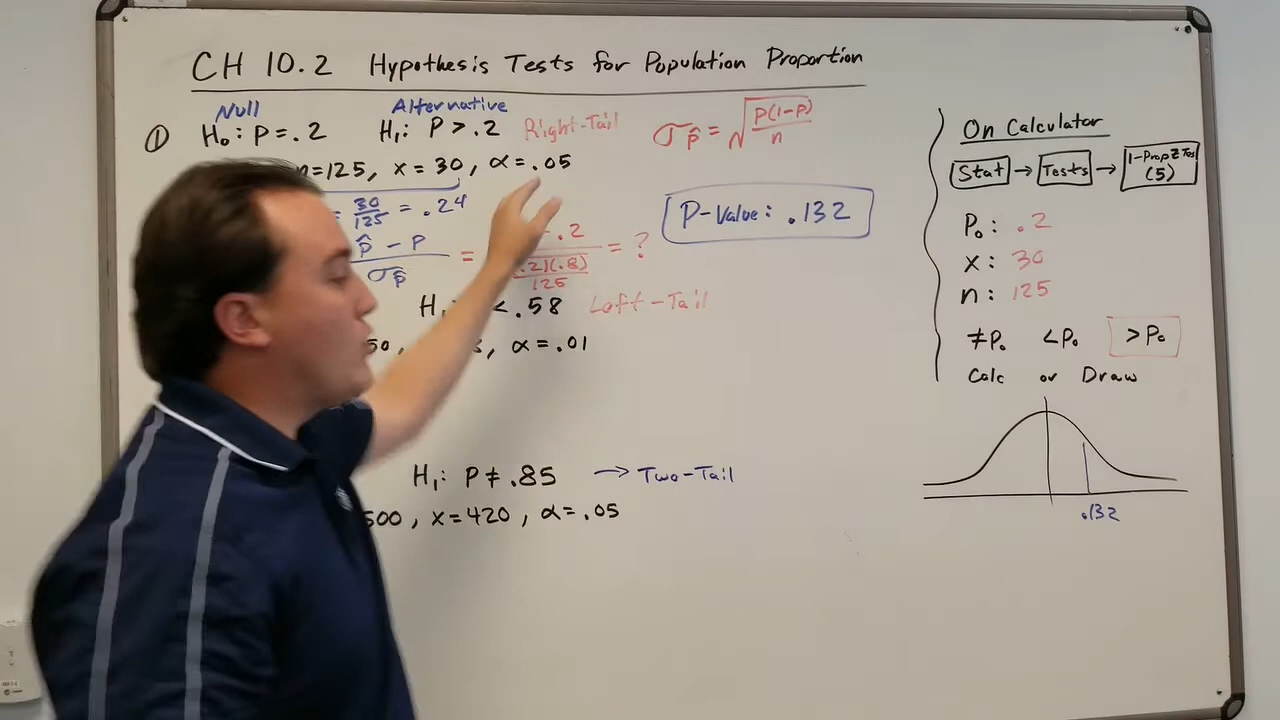 CH 10.2 Hypothesis Tests for Population Proportion
Null Alternative
① H₀: P = .2 H₁: P > .2 Right-Tail
n=125, x = 30, α = .05
= 30/125 = .24
p̂ - P / σp̂ = - .2 / (.2)(.8) / 125 = ?
σp̂ = √P(1-P)/n
P-Value: .132
H₁ < .58 Left-Tail
50, , α = .01
H₁: P ≠ .85 → Two-Tail
500, x = 420, α = .05
On Calculator
Stat → Tests → 1-PropZTes (5)
P₀: .2
x: 30
n: 125
≠P₀ <P₀ >P₀
Calc or Draw
.132